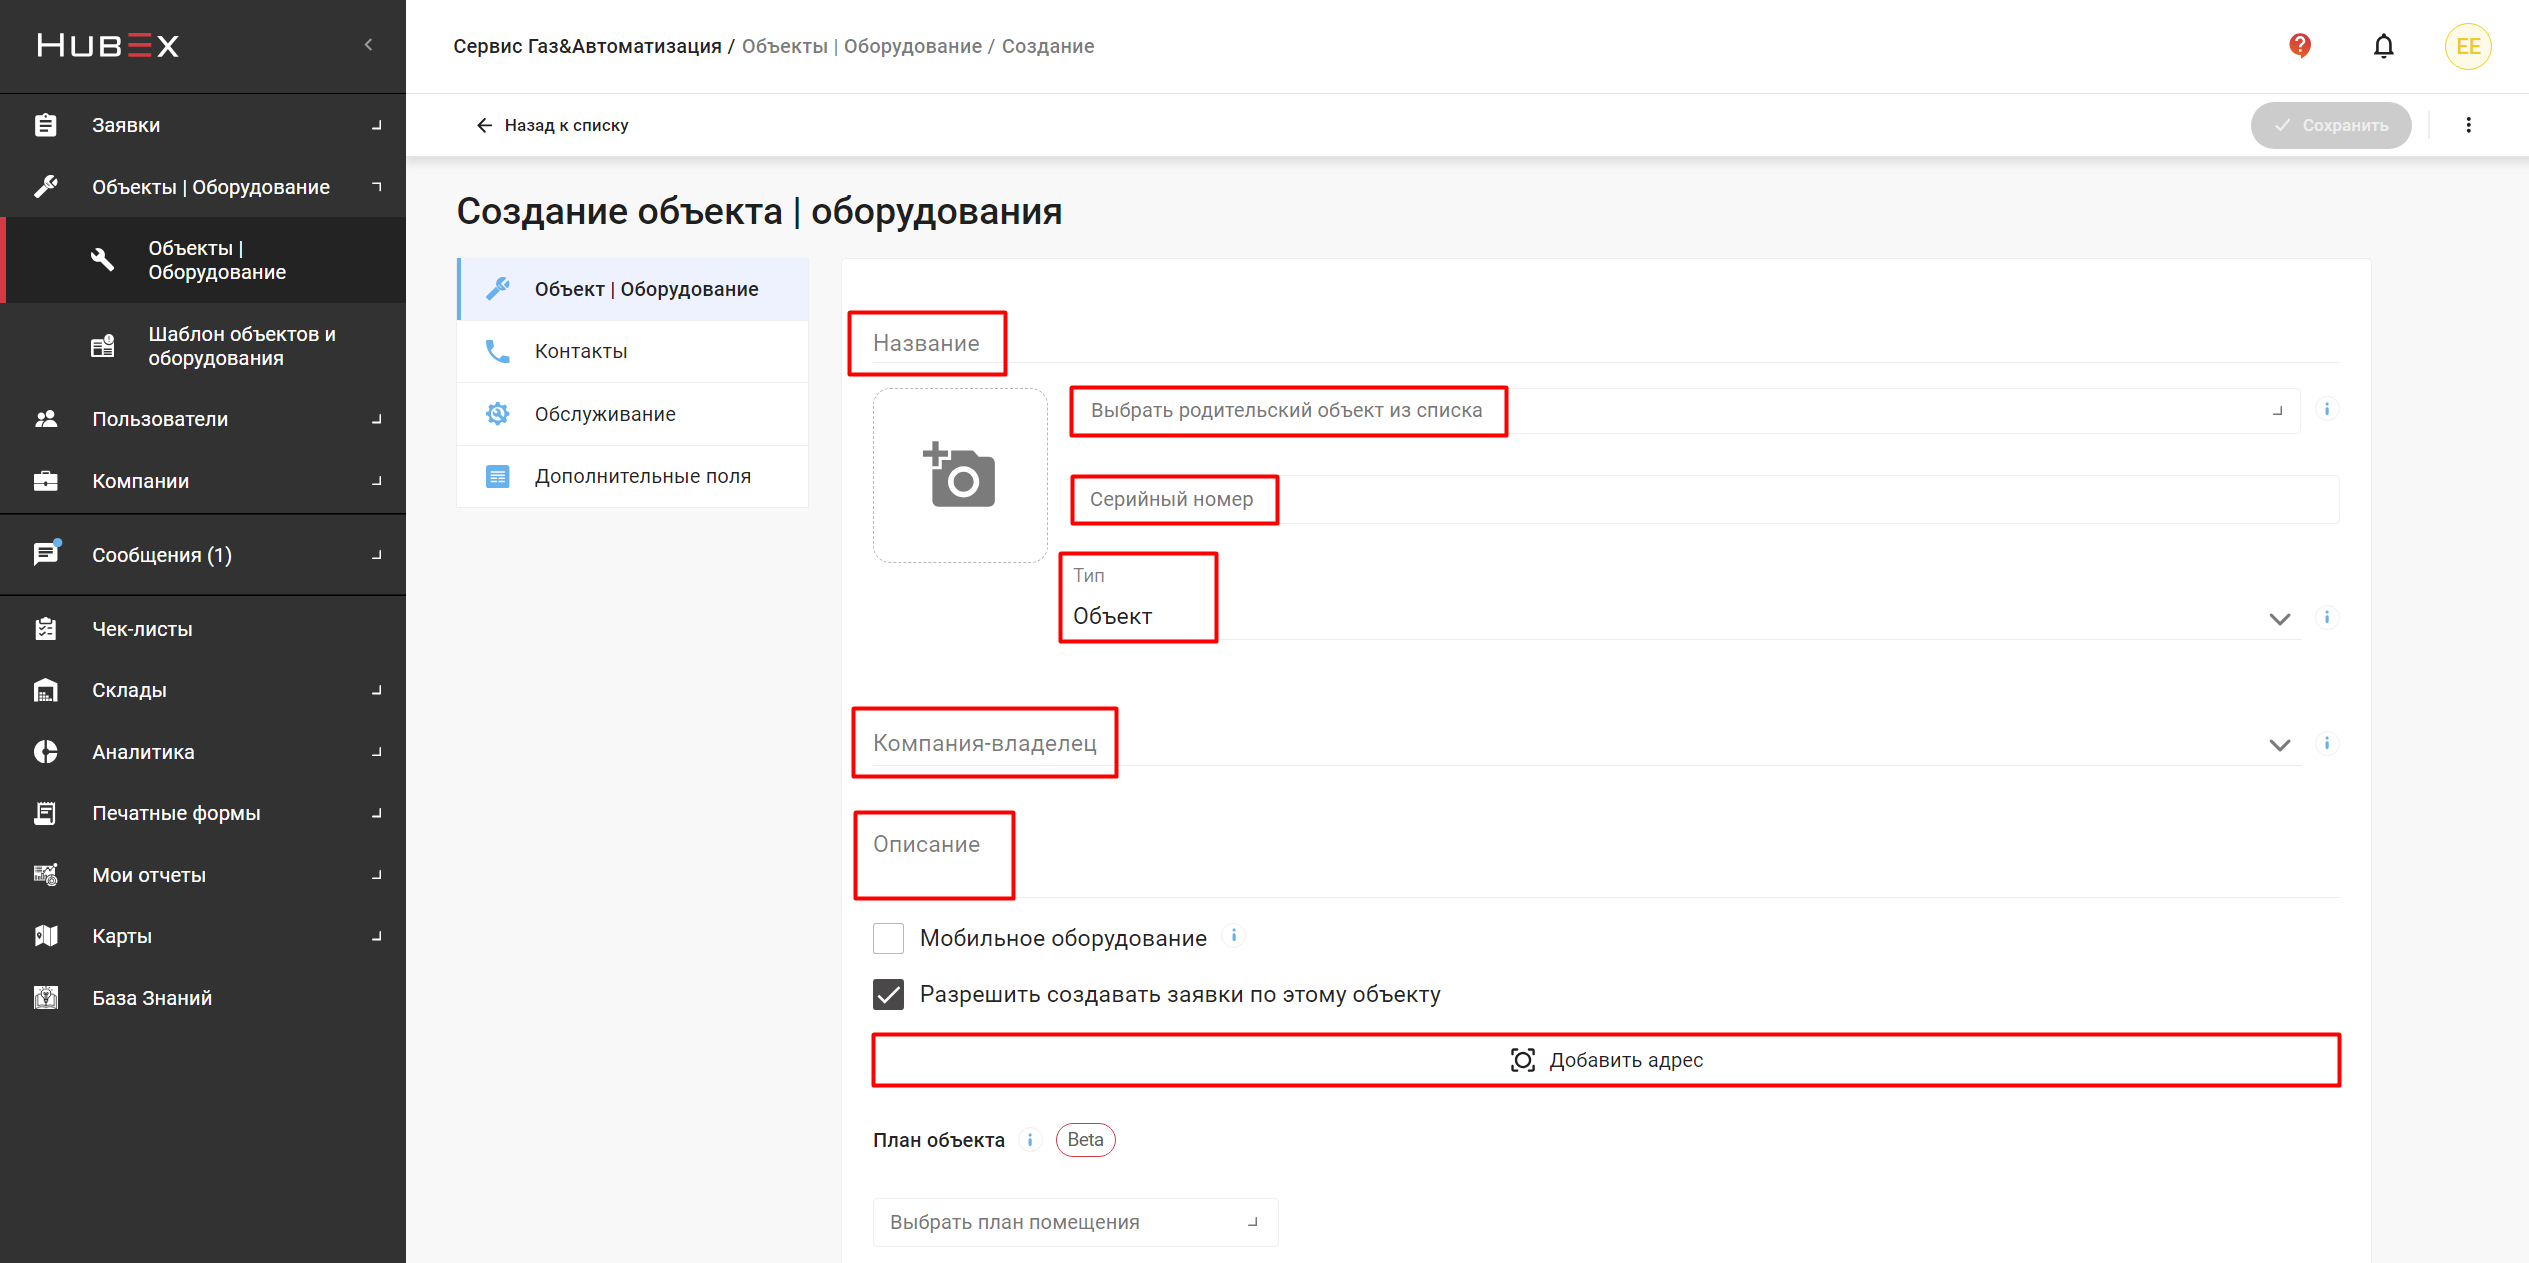 HUBEX
Заявки
Объекты | Оборудование
Объекты |
Оборудование
Шаблон объектов и
оборудования
Пользователи
Компании
Сообщения (1)
Чек-листы
Склады
Аналитика
Печатные формы
Мои отчеты
Карты
База Знаний
Сервис Газ&Автоматизация / Объекты | Оборудование / Создание
EE
Назад к списку
Сохранить
Создание объекта | оборудования
Объект | Оборудование
Контакты
Обслуживание
Дополнительные поля
Название
Выбрать родительский объект из списка
Серийный номер
Тип
Объект
Компания-владелец
Описание
Мобильное оборудование
Разрешить создавать заявки по этому объекту
Добавить адрес
План объекта Beta
Выбрать план помещения